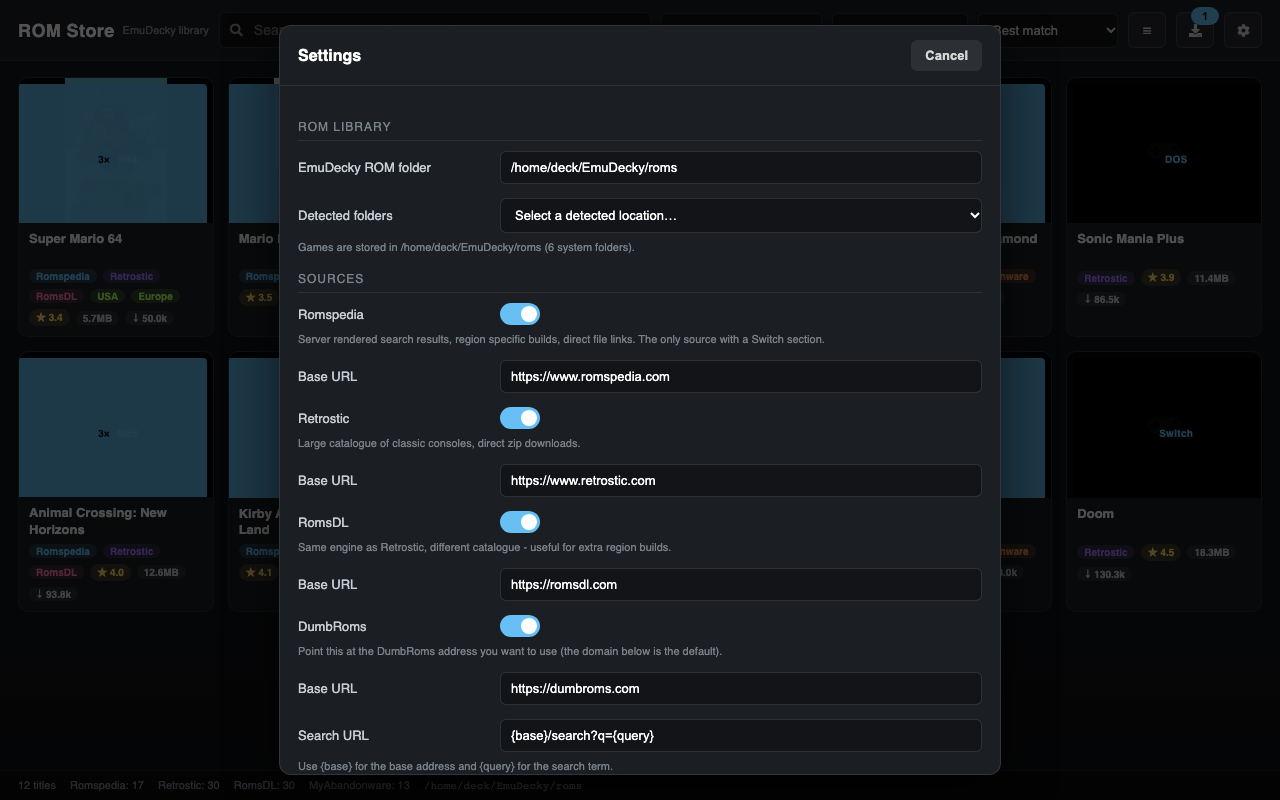 ROM Store EmuDecky library
1
Best match
Settings
Cancel
ROM LIBRARY
EmuDecky ROM folder
/home/deck/EmuDecky/roms
Detected folders
Select a detected location…
Games are stored in /home/deck/EmuDecky/roms (6 system folders).
SOURCES
Romspedia
Server rendered search results, region specific builds, direct file links. The only source with a Switch section.
Base URL
https://www.romspedia.com
Retrostic
Large catalogue of classic consoles, direct zip downloads.
Base URL
https://www.retrostic.com
RomsDL
Same engine as Retrostic, different catalogue - useful for extra region builds.
Base URL
https://romsdl.com
DumbRoms
Point this at the DumbRoms address you want to use (the domain below is the default).
Base URL
https://dumbroms.com
Search URL
{base}/search?q={query}
Use {base} for the base address and {query} for the search term.
3x
Super Mario 64
Romspedia Retrostic
RomsDL USA Europe
★ 3.4 5.7MB ↓ 50.0k
Mario
★ 3.5
DOS
Sonic Mania Plus
Retrostic ★ 3.9 11.4MB
↓ 86.5k
3x
Animal Crossing: New
Horizons
Romspedia Retrostic
RomsDL ★ 4.0 12.6MB
↓ 93.8k
Kirby
Land
★ 4.1
Switch
Doom
Retrostic ★ 4.5 18.3MB
↓ 130.3k
12 titles Romspedia: 17 Retrostic: 30 RomsDL: 30 MyAbandonware: 13 /home/deck/EmuDecky/roms